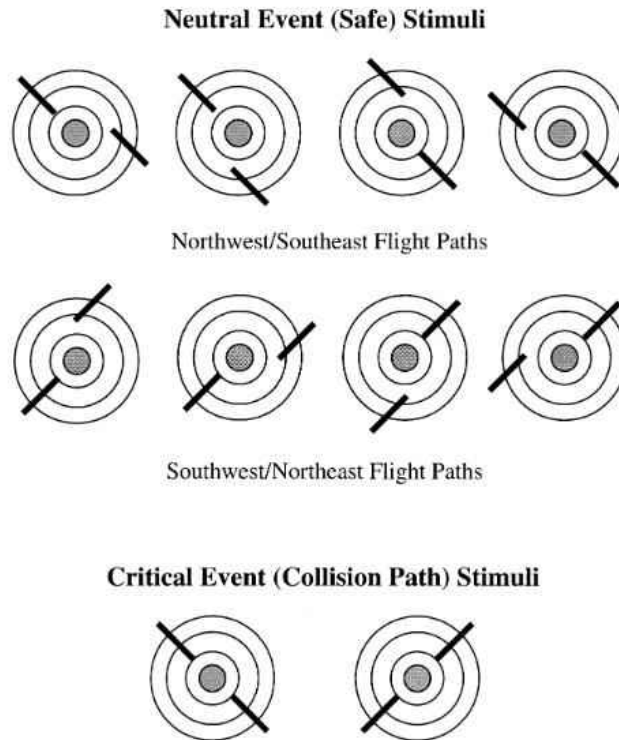 Neutral Event (Safe) Stimuli
Northwest/Southeast Flight Paths
Southwest/Northeast Flight Paths
Critical Event (Collision Path) Stimuli